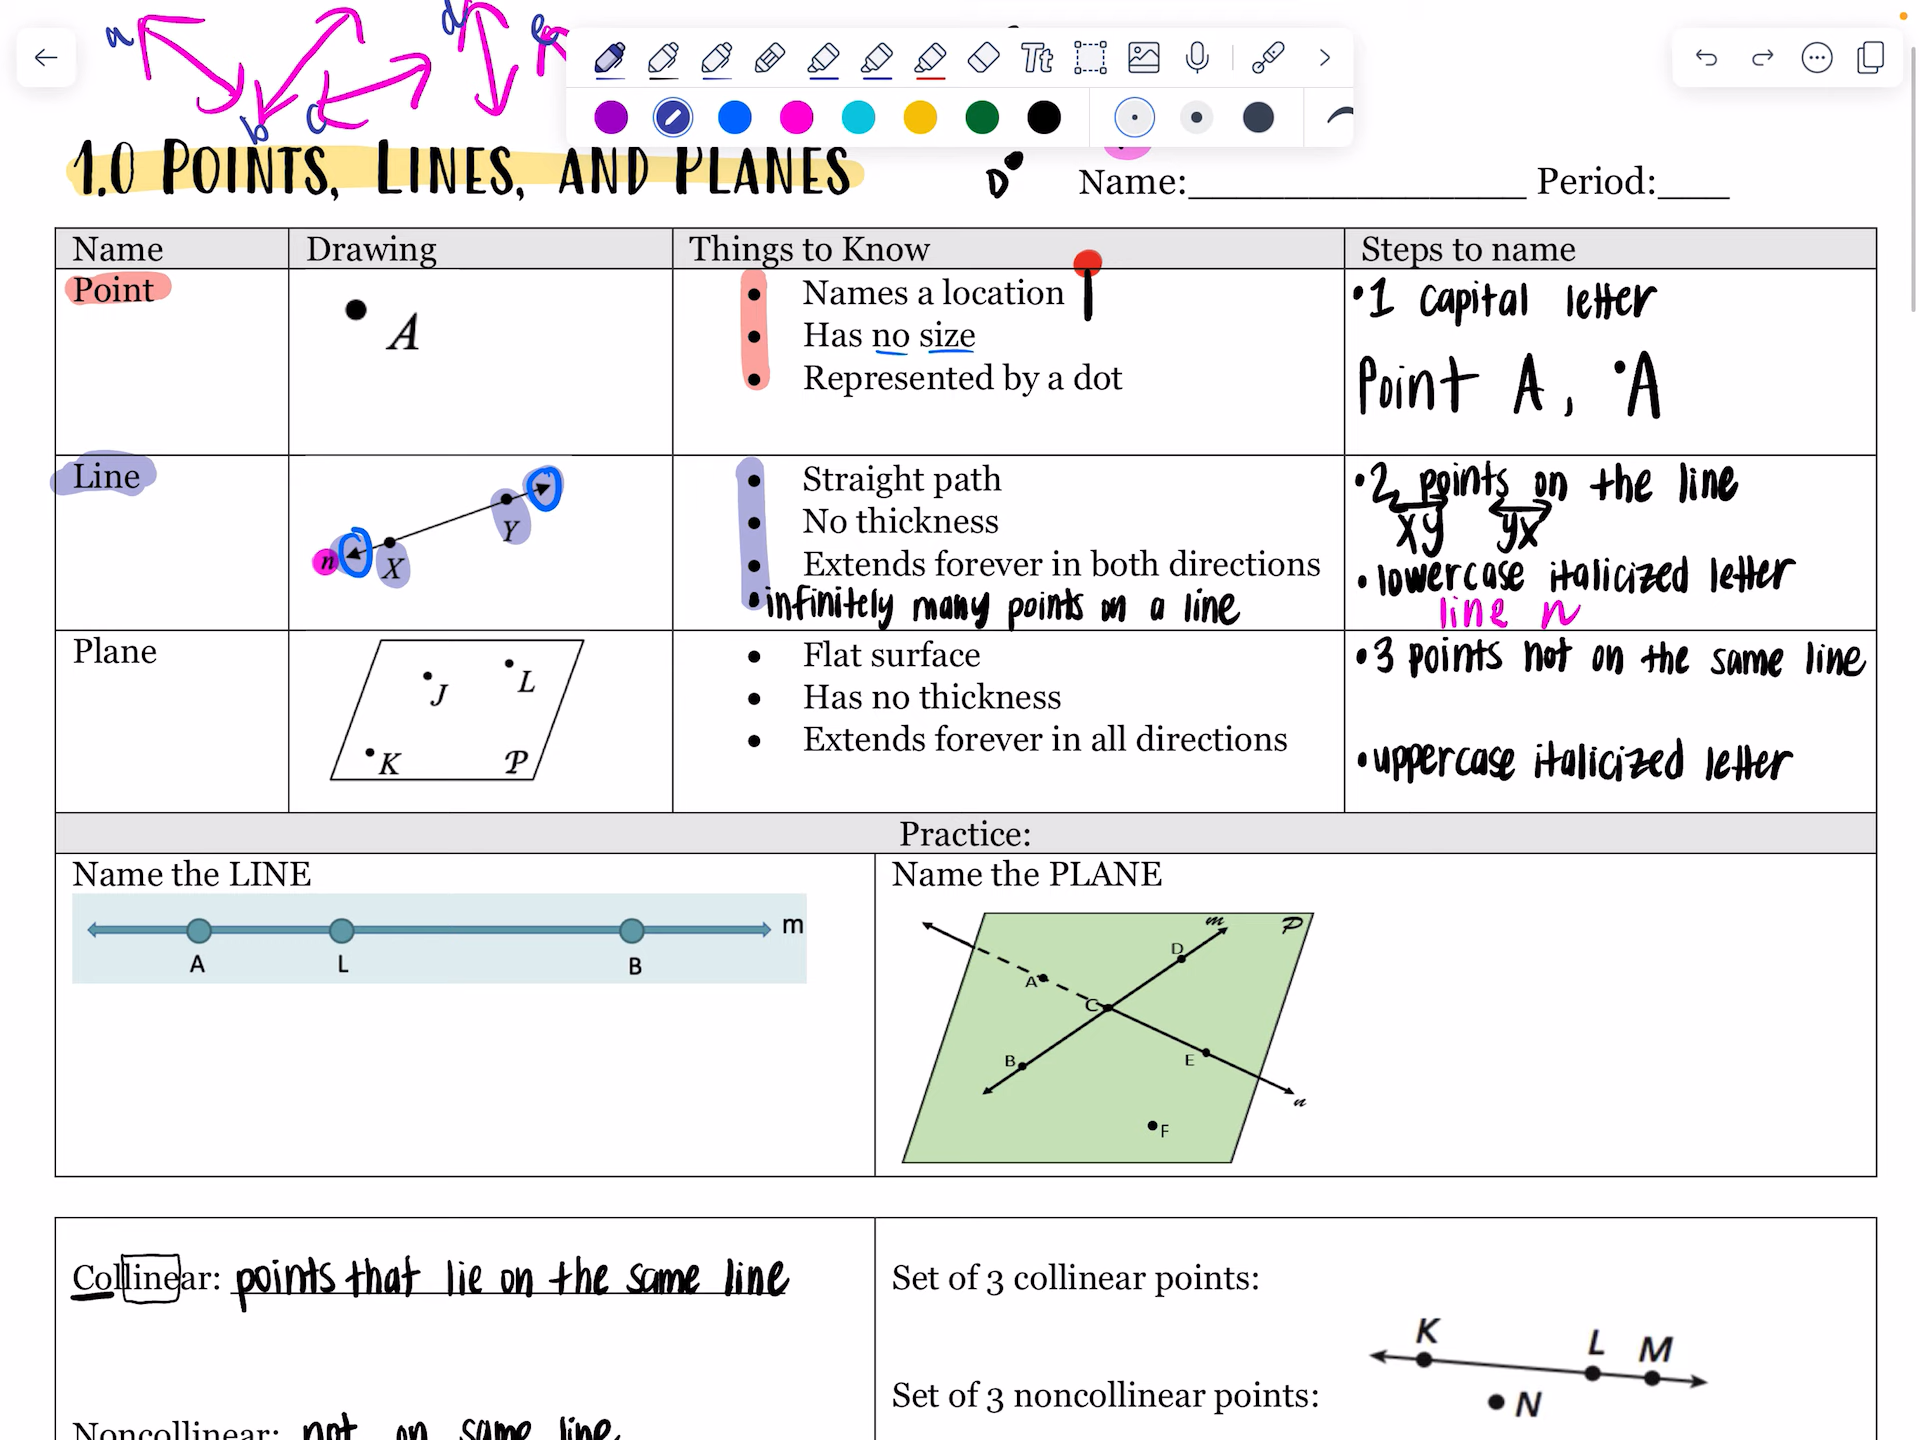 a
b
c
d
e
Tt
1.0 POINTS, LINES, AND PLANES
D
Name:________________ Period:____
Name
Drawing
Things to Know
Steps to name
Point
A
• Names a location
• Has no size
• Represented by a dot
•1 capital letter
Point A, •A
Line
n
X
Y
• Straight path
• No thickness
• Extends forever in both directions
•infinitely many points on a line
•2 points on the line
XY YX
•lowercase italicized letter
line n
Plane
J
L
K
P
• Flat surface
• Has no thickness
• Extends forever in all directions
•3 points not on the same line
•uppercase italicized letter
Practice:
Name the LINE
m
A L B
Name the PLANE
m
P
D
A
C
B
E
n
F
Collinear: points that lie on the same line
Noncollinear: not on same line
Set of 3 collinear points:
K
L M
Set of 3 noncollinear points:
N